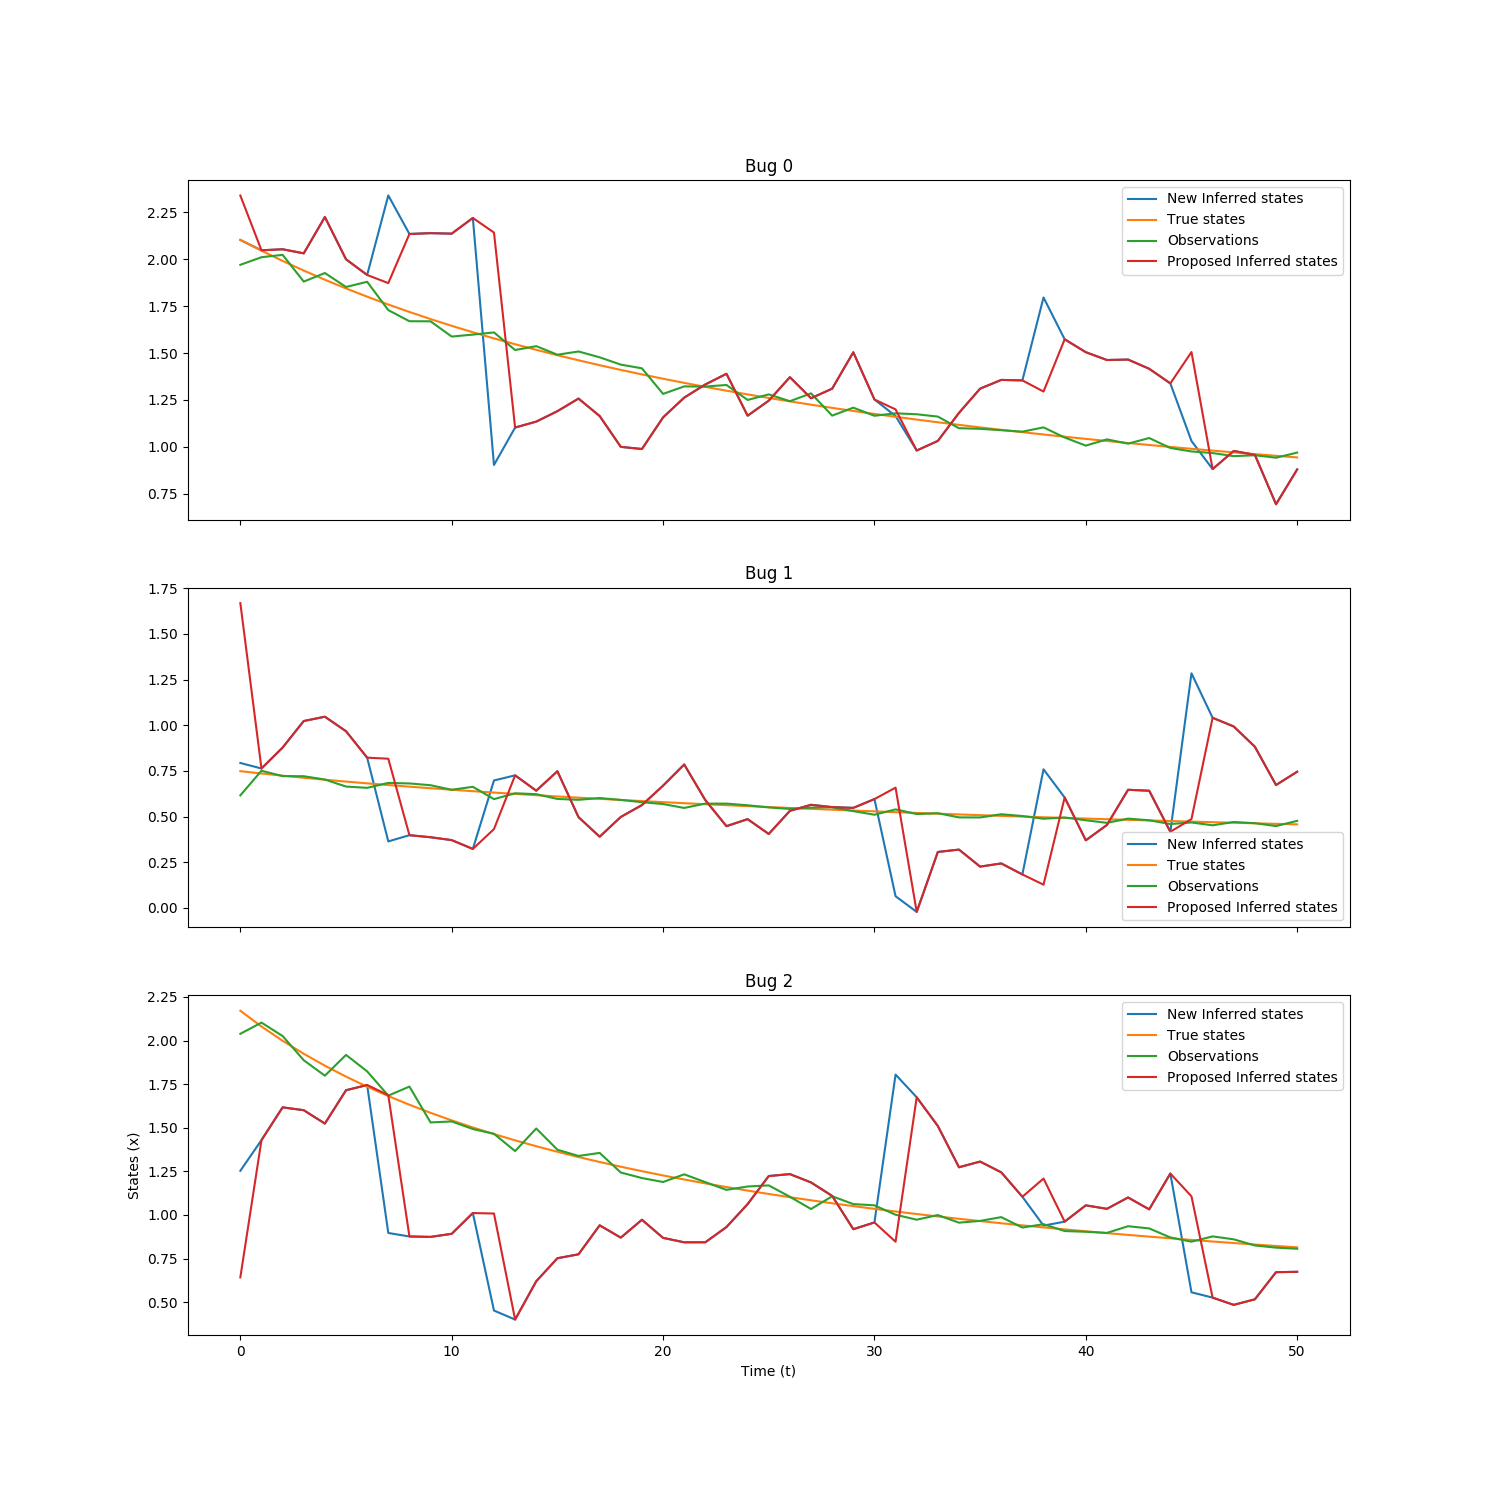 Bug 0
2.25
2.00
1.75
1.50
1.25
1.00
0.75
New Inferred states
True states
Observations
Proposed Inferred states
Bug 1
1.75
1.50
1.25
1.00
0.75
0.50
0.25
0.00
New Inferred states
True states
Observations
Proposed Inferred states
Bug 2
States (x)
2.25
2.00
1.75
1.50
1.25
1.00
0.75
0.50
New Inferred states
True states
Observations
Proposed Inferred states
0 10 20 30 40 50
Time (t)